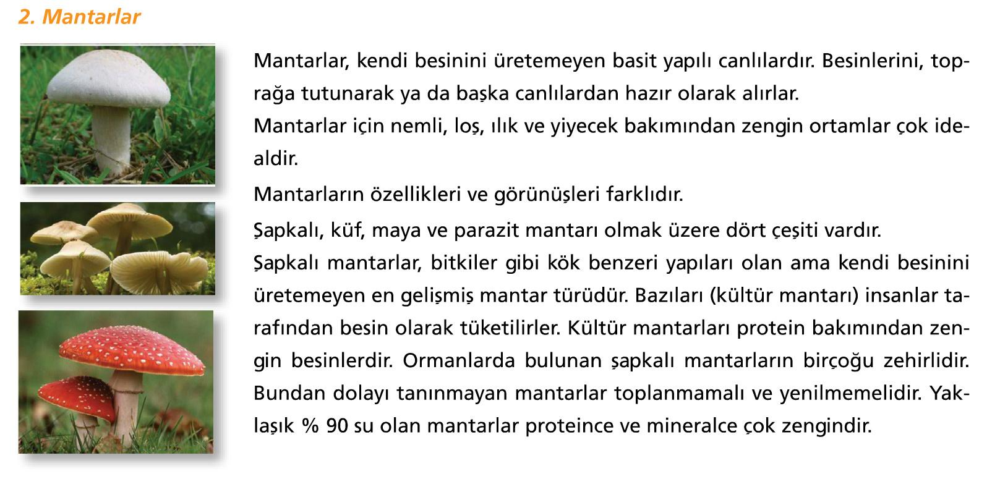 2. Mantarlar
Mantarlar, kendi besinini üretemeyen basit yapılı canlılardır. Besinlerini, top-
rağa tutunarak ya da başka canlılardan hazır olarak alırlar.
Mantarlar için nemli, loş, ılık ve yiyecek bakımından zengin ortamlar çok ide-
aldir.
Mantarların özellikleri ve görünüşleri farklıdır.
Şapkalı, küf, maya ve parazit mantarı olmak üzere dört çeşiti vardır.
Şapkalı mantarlar, bitkiler gibi kök benzeri yapıları olan ama kendi besinini
üretemeyen en gelişmiş mantar türüdür. Bazıları (kültür mantarı) insanlar ta-
rafından besin olarak tüketilirler. Kültür mantarları protein bakımından zen-
gin besinlerdir. Ormanlarda bulunan şapkalı mantarların birçoğu zehirlidir.
Bundan dolayı tanınmayan mantarlar toplanmamalı ve yenilmemelidir. Yak-
laşık % 90 su olan mantarlar proteince ve mineralce çok zengindir.